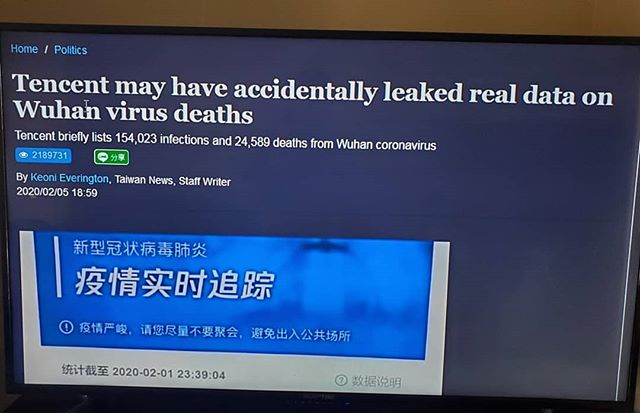 Home / Politics
Tencent may have accidentally leaked real data on
Wuhan virus deaths
Tencent briefly lists 154,023 infections and 24,589 deaths from Wuhan coronavirus
2189731
分享
By Keoni Everington, Taiwan News, Staff Writer
2020/02/05 18:59
新型冠状病毒肺炎
疫情实时追踪
疫情严峻，请您尽量不要聚会，避免出入公共场所
统计截至 2020-02-01 23:39:04
数据说明